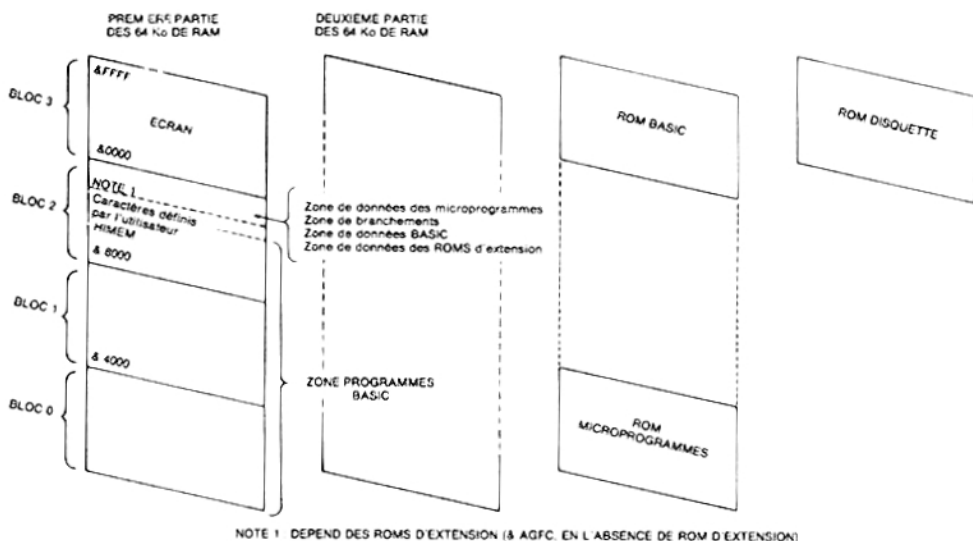 PREMIERE PARTIE
DES 64 Ko DE RAM
DEUXIEME PARTIE
DES 64 Ko DE RAM
BLOC 3
&FFFF
ECRAN
&0000
ROM BASIC
ROM DISQUETTE
BLOC 2
NOTE 1
Caractères définis
par l'utilisateur
HIMEM
& 8000
Zone de données des microprogrammes
Zone de branchements
Zone de données BASIC
Zone de données des ROMS d'extension
BLOC 1
& 4000
BLOC 0
ZONE PROGRAMMES
BASIC
ROM
MICROPROGRAMMES
NOTE 1 : DEPEND DES ROMS D'EXTENSION (& AGFC, EN L'ABSENCE DE ROM D'EXTENSION)